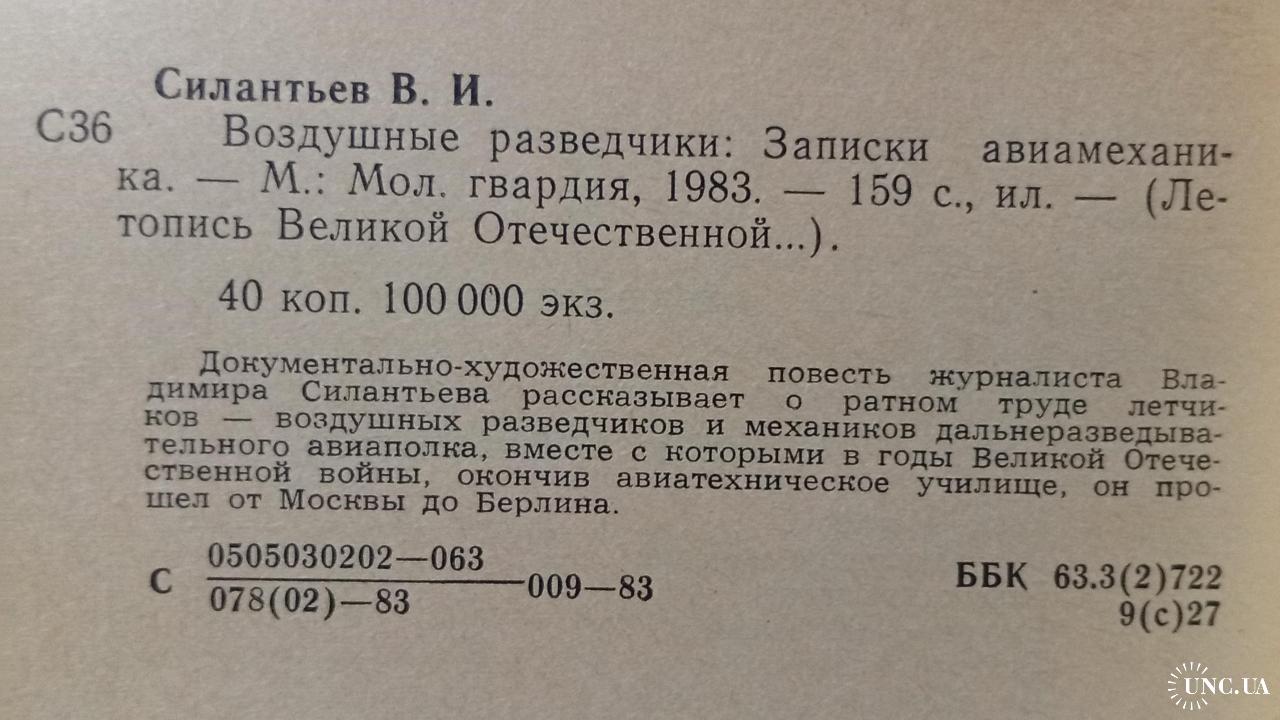 Силантьев В. И.
С36 Воздушные разведчики: Записки авиамехани-
ка. — М.: Мол. гвардия, 1983. — 159 с., ил. — (Ле-
топись Великой Отечественной...).
40 коп. 100 000 экз.
Документально-художественная повесть журналиста Вла-
димира Силантьева рассказывает о ратном труде летчи-
ков — воздушных разведчиков и механиков дальнеразведыва-
тельного авиаполка, вместе с которыми в годы Великой Отече-
ственной войны, окончив авиатехническое училище, он про-
шел от Москвы до Берлина.
С 0505030202—063
078(02)—83 009—83
ББК 63.3(2)722
9(с)27
UNC.UA